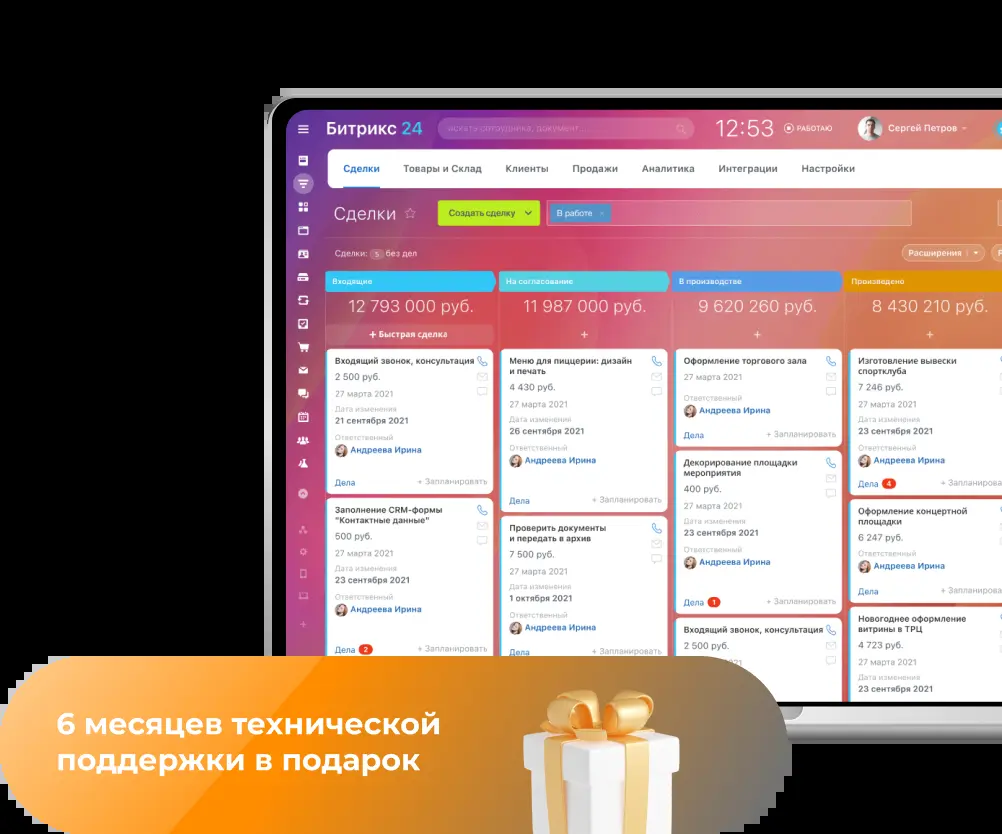 Битрикс 24
искать сотрудника, документ...
12:53
РАБОТАЮ
Сергей Петров
Сделки
Товары и Склад
Клиенты
Продажи
Аналитика
Интеграции
Настройки
Сделки
Создать сделку
В работе ×
Сделки: 5 без дел
Расширения
Входящие
12 793 000 руб.
+ Быстрая сделка
Входящий звонок, консультация
2 500 руб.
27 марта 2021
Дата изменения
21 сентября 2021
Ответственный
Андреева Ирина
Дела
+ Запланировать
Заполнение CRM-формы
"Контактные данные"
500 руб.
27 марта 2021
Дата изменения
23 сентября 2021
Ответственный
Андреева Ирина
Дела 2
+ Запланировать
На согласование
11 987 000 руб.
+
Меню для пиццерии: дизайн
и печать
4 430 руб.
27 марта 2021
Дата изменения
26 сентября 2021
Ответственный
Андреева Ирина
Дела
+ Запланировать
Проверить документы
и передать в архив
7 500 руб.
27 марта 2021
Дата изменения
1 октября 2021
Ответственный
Андреева Ирина
Дела
+ Запланировать
В производстве
9 620 260 руб.
+
Оформление торгового зала
27 марта 2021
Ответственный
Андреева Ирина
Дела
+ Запланировать
Декорирование площадки
мероприятия
400 руб.
27 марта 2021
Дата изменения
23 сентября 2021
Ответственный
Андреева Ирина
Дела 1
+ Запланировать
Входящий звонок, консультация
2 500 руб.
Произведено
8 430 210 руб.
+
Изготовление вывески
спортклуба
7 246 руб.
27 марта 2021
Дата изменения
23 сентября 2021
Ответственный
Андреева Ирина
Дела 4
+ Запланирова
Оформление концертной
площадки
6 247 руб.
Ответственный
Андреева Ирина
Дела
+ Запланирова
Новогоднее оформление
витрины в ТРЦ
4 723 руб.
27 марта 2021
Дата изменения
23 сентября 2021
6 месяцев технической
поддержки в подарок